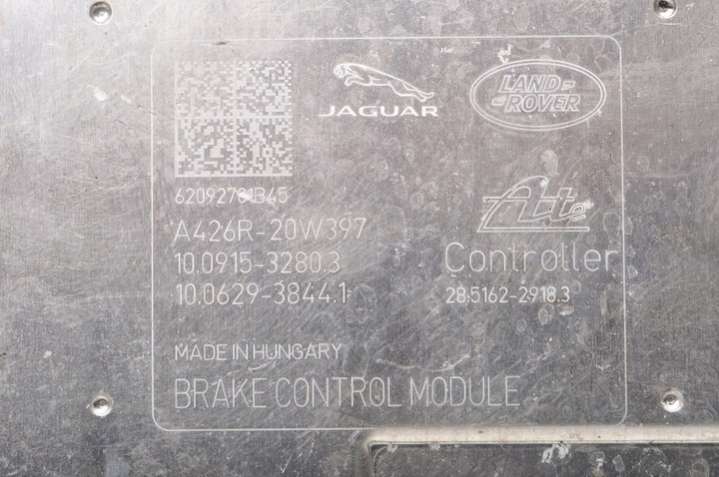 JAGUAR
LAND
ROVER
62092781B45
A426R-20W397
10.0915-3280.3
10.0629-3844.1
Ate
Controller
28.5162-2918.3
MADE IN HUNGARY
BRAKE CONTROL MODULE